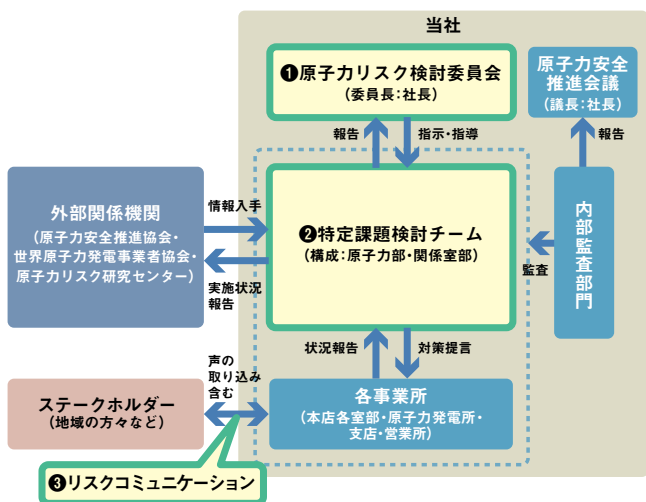 当社
❶原子力リスク検討委員会
(委員長:社長)
原子力安全
推進会議
(議長:社長)
報告
指示・指導
報告
外部関係機関
(原子力安全推進協会・
世界原子力発電事業者協会・
原子力リスク研究センター)
情報入手
実施状況
報告
❷特定課題検討チーム
(構成:原子力部・関係室部)
監査
内部監査部門
状況報告
対策提言
声の
取り込み
含む
ステークホルダー
(地域の方々など)
各事業所
(本店各室部・原子力発電所・
支店・営業所)
❸リスクコミュニケーション